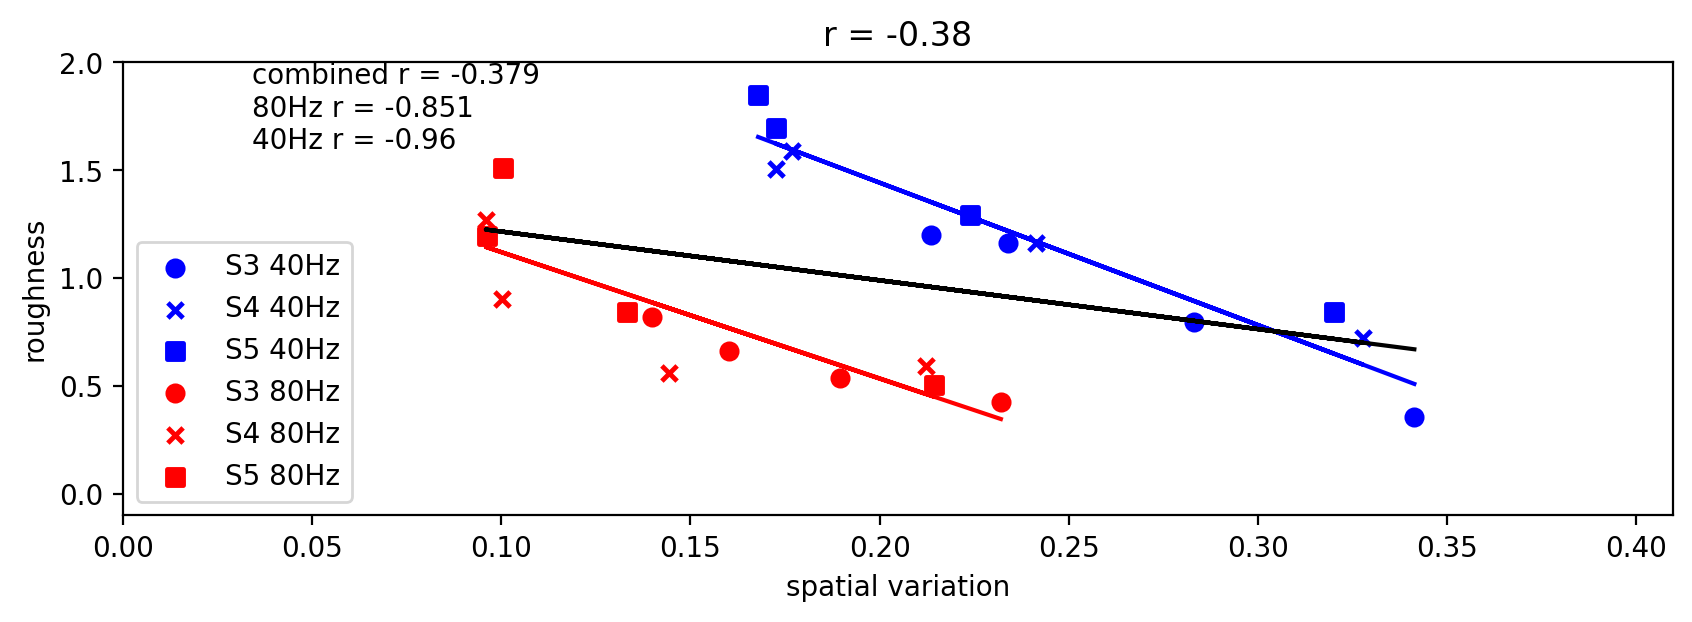 r = -0.38
combined r = -0.379
80Hz r = -0.851
40Hz r = -0.96
2.0
1.5
1.0
0.5
0.0
roughness
S3 40Hz
S4 40Hz
S5 40Hz
S3 80Hz
S4 80Hz
S5 80Hz
0.00 0.05 0.10 0.15 0.20 0.25 0.30 0.35 0.40
spatial variation